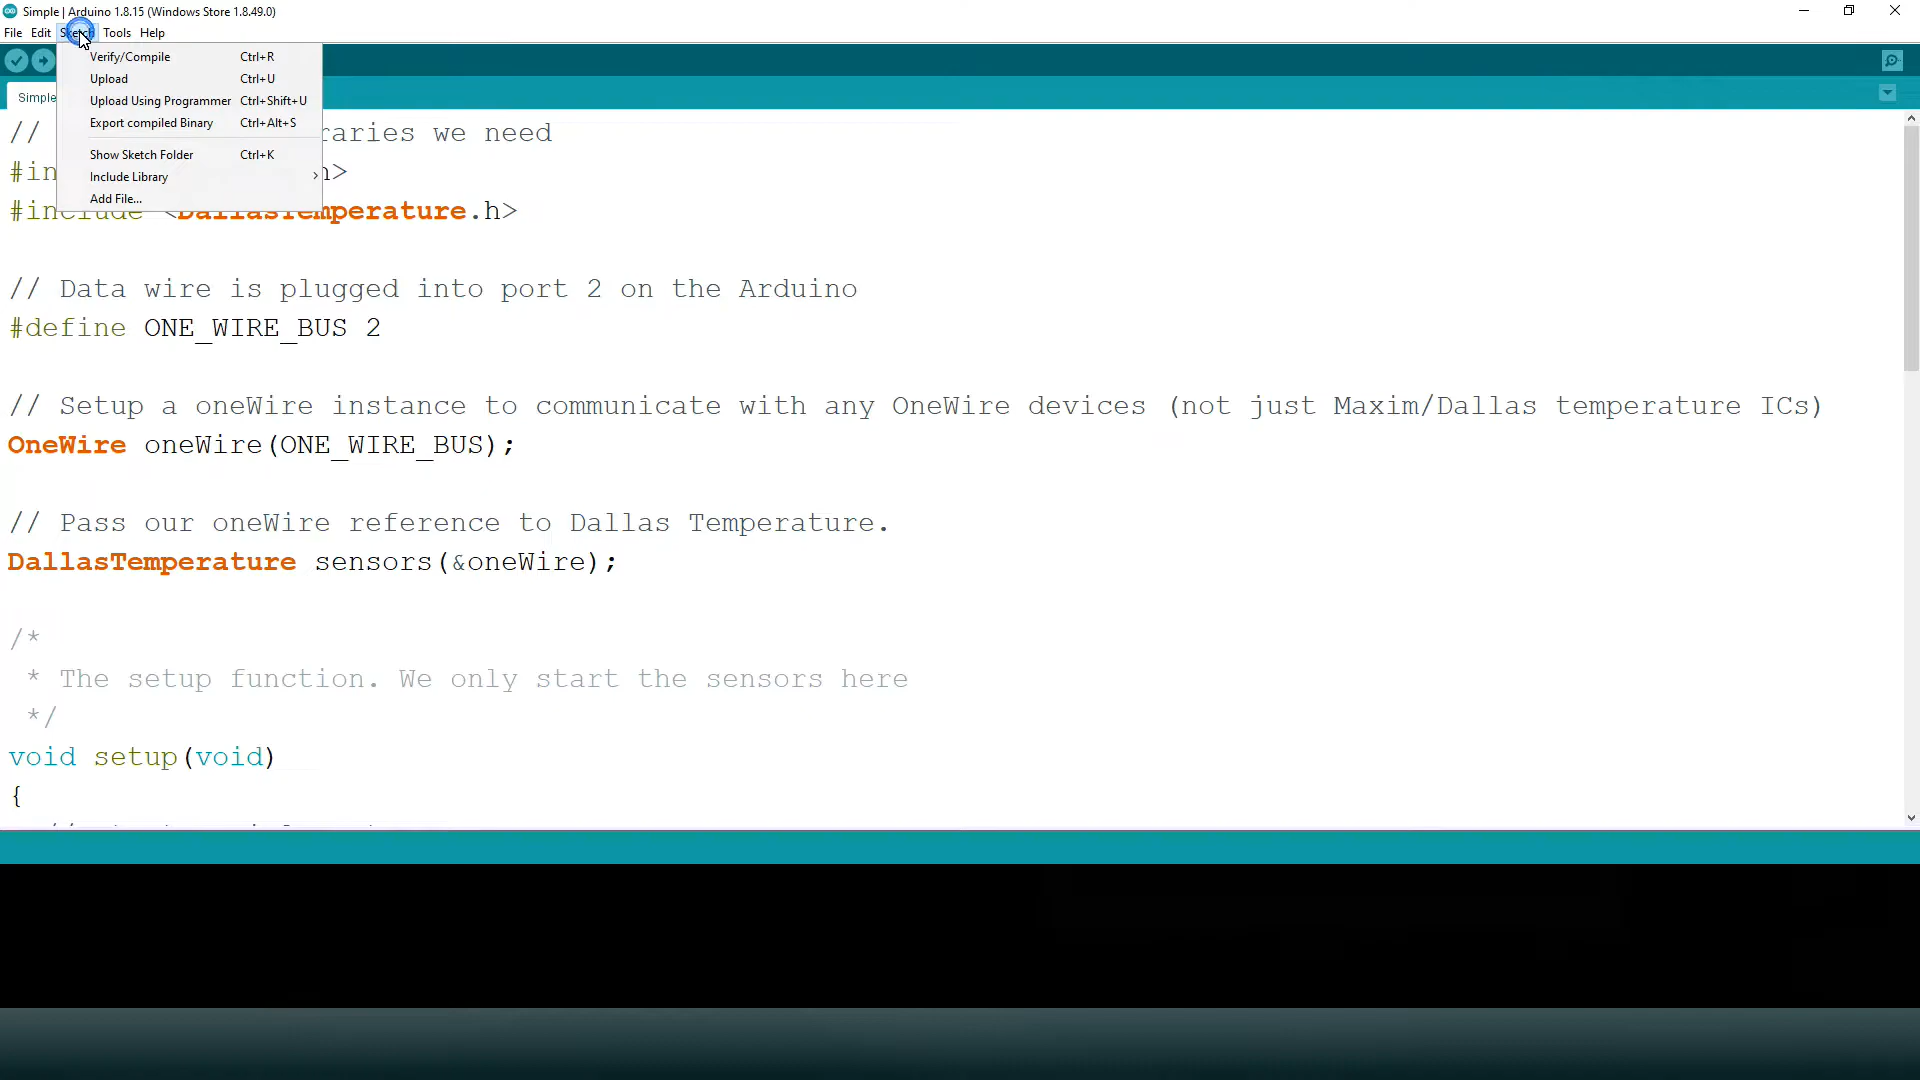 Simple | Arduino 1.8.15 (Windows Store 1.8.49.0)
File Edit Sketch Tools Help
Verify/Compile Ctrl+R
Upload Ctrl+U
Upload Using Programmer Ctrl+Shift+U
Export compiled Binary Ctrl+Alt+S
Show Sketch Folder Ctrl+K
Include Library
Add File...
Simple
// raries we need
#in h>
#include <DallasTemperature.h>
// Data wire is plugged into port 2 on the Arduino
#define ONE_WIRE_BUS 2
// Setup a oneWire instance to communicate with any OneWire devices (not just Maxim/Dallas temperature ICs)
OneWire oneWire(ONE_WIRE_BUS);
// Pass our oneWire reference to Dallas Temperature.
DallasTemperature sensors(&oneWire);
/*
* The setup function. We only start the sensors here
*/
void setup(void)
{